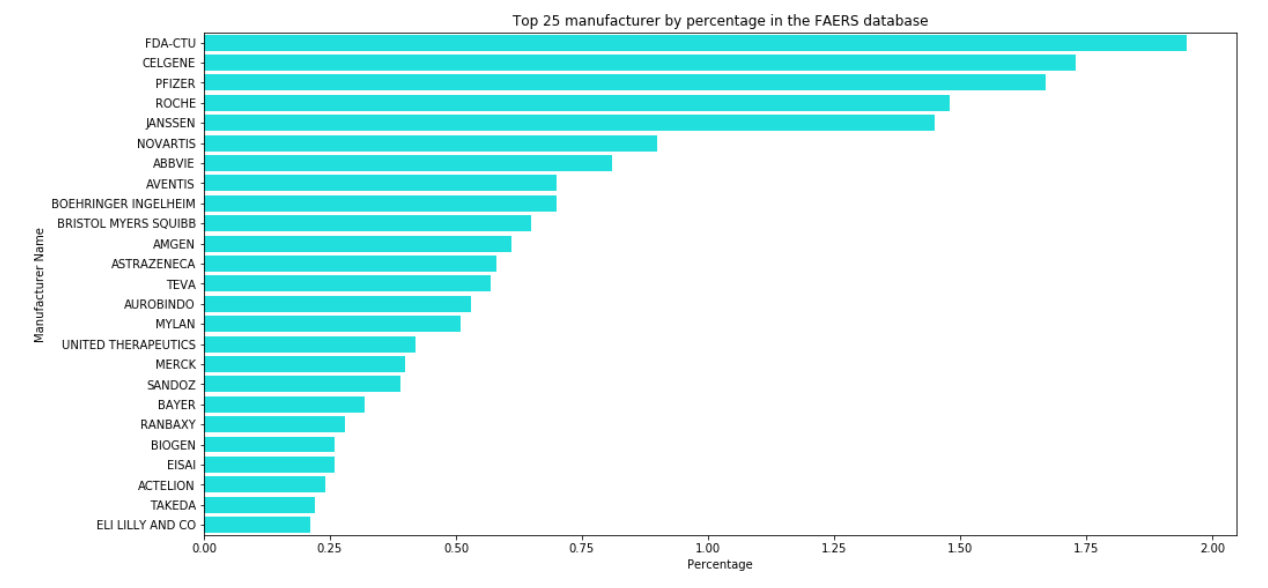 Top 25 manufacturer by percentage in the FAERS database
Manufacturer Name
FDA-CTU
CELGENE
PFIZER
ROCHE
JANSSEN
NOVARTIS
ABBVIE
AVENTIS
BOEHRINGER INGELHEIM
BRISTOL MYERS SQUIBB
AMGEN
ASTRAZENECA
TEVA
AUROBINDO
MYLAN
UNITED THERAPEUTICS
MERCK
SANDOZ
BAYER
RANBAXY
BIOGEN
EISAI
ACTELION
TAKEDA
ELI LILLY AND CO
0.00 0.25 0.50 0.75 1.00 1.25 1.50 1.75 2.00
Percentage